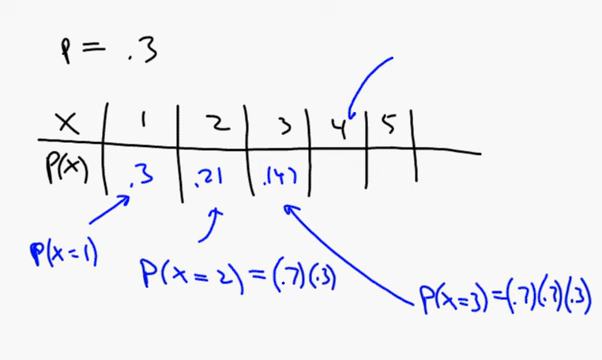 p = .3
x 1 2 3 4 5
P(x) .3 .21 .147
P(x=1)
P(x=2)=(.7)(.3)
P(x=3)=(.7)(.7)(.3)